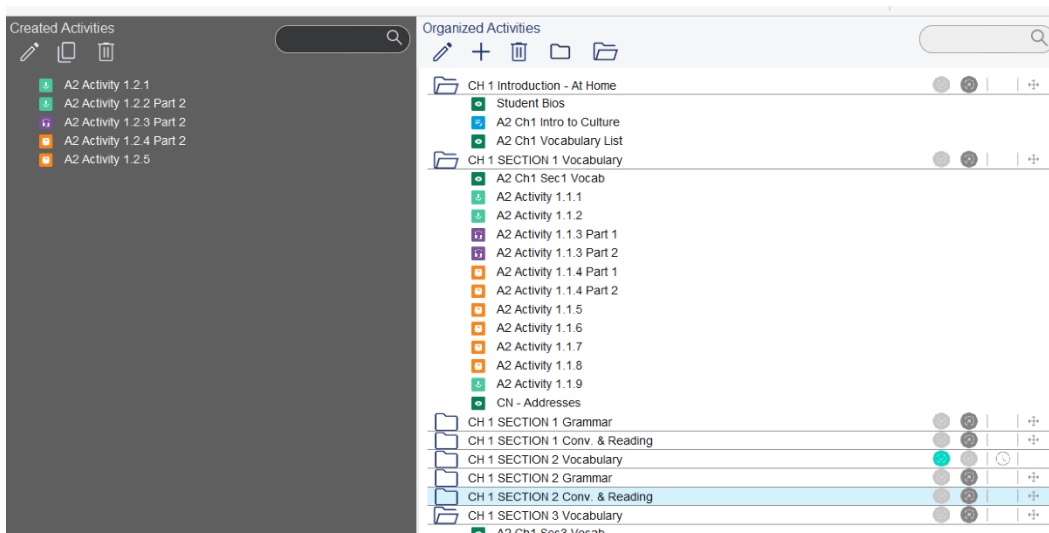 Created Activities
A2 Activity 1.2.1
A2 Activity 1.2.2 Part 2
A2 Activity 1.2.3 Part 2
A2 Activity 1.2.4 Part 2
A2 Activity 1.2.5
Organized Activities
CH 1 Introduction - At Home
Student Bios
A2 Ch1 Intro to Culture
A2 Ch1 Vocabulary List
CH 1 SECTION 1 Vocabulary
A2 Ch1 Sec1 Vocab
A2 Activity 1.1.1
A2 Activity 1.1.2
A2 Activity 1.1.3 Part 1
A2 Activity 1.1.3 Part 2
A2 Activity 1.1.4 Part 1
A2 Activity 1.1.4 Part 2
A2 Activity 1.1.5
A2 Activity 1.1.6
A2 Activity 1.1.7
A2 Activity 1.1.8
A2 Activity 1.1.9
CN - Addresses
CH 1 SECTION 1 Grammar
CH 1 SECTION 1 Conv. & Reading
CH 1 SECTION 2 Vocabulary
CH 1 SECTION 2 Grammar
CH 1 SECTION 2 Conv. & Reading
CH 1 SECTION 3 Vocabulary
A2 Ch1 Sec3 Vocab